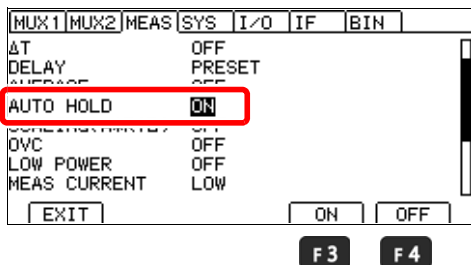 MUX1 MUX2 MEAS SYS I/O IF BIN
ΔT OFF
DELAY PRESET
AUTO HOLD ON
OVC OFF
LOW POWER OFF
MEAS CURRENT LOW
EXIT ON OFF
F3 F4